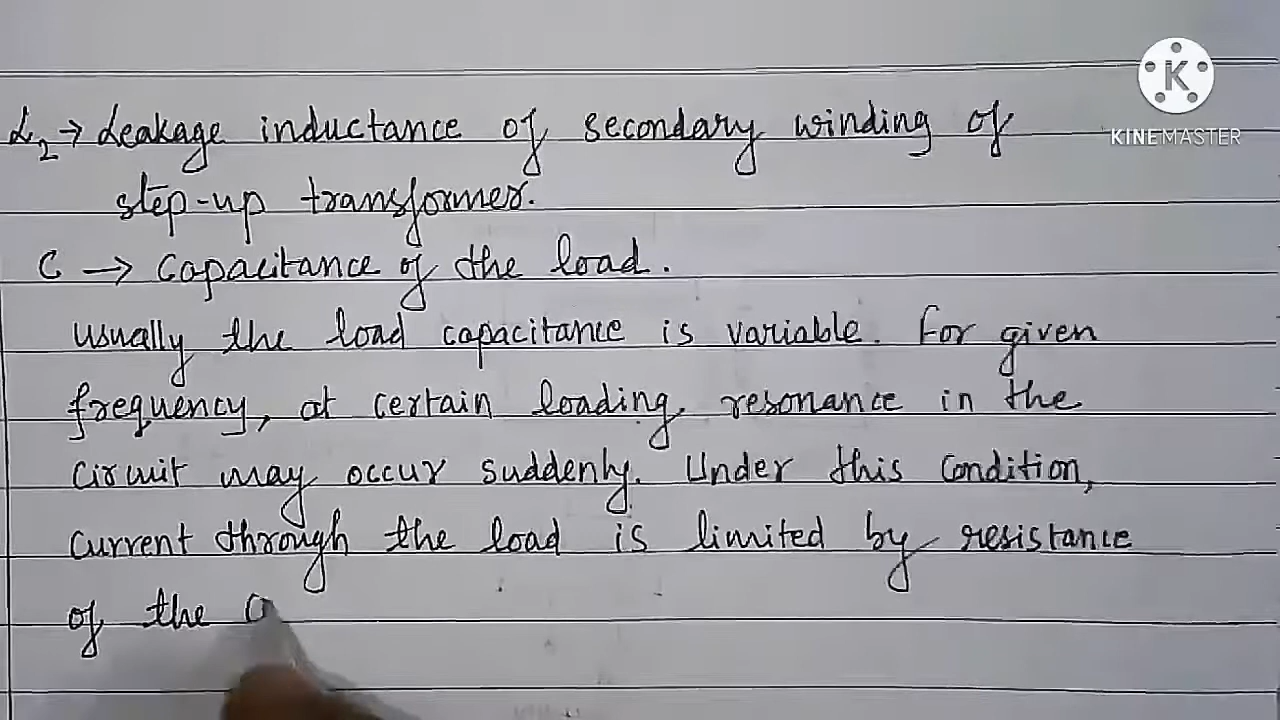 K
KINEMASTER
L2 → Leakage inductance of secondary winding of
step-up transformer.
C → Capacitance of the load.
Usually the load capacitance is variable. For given
frequency, at certain loading, resonance in the
circuit may occur suddenly. Under this condition,
current through the load is limited by resistance
of the